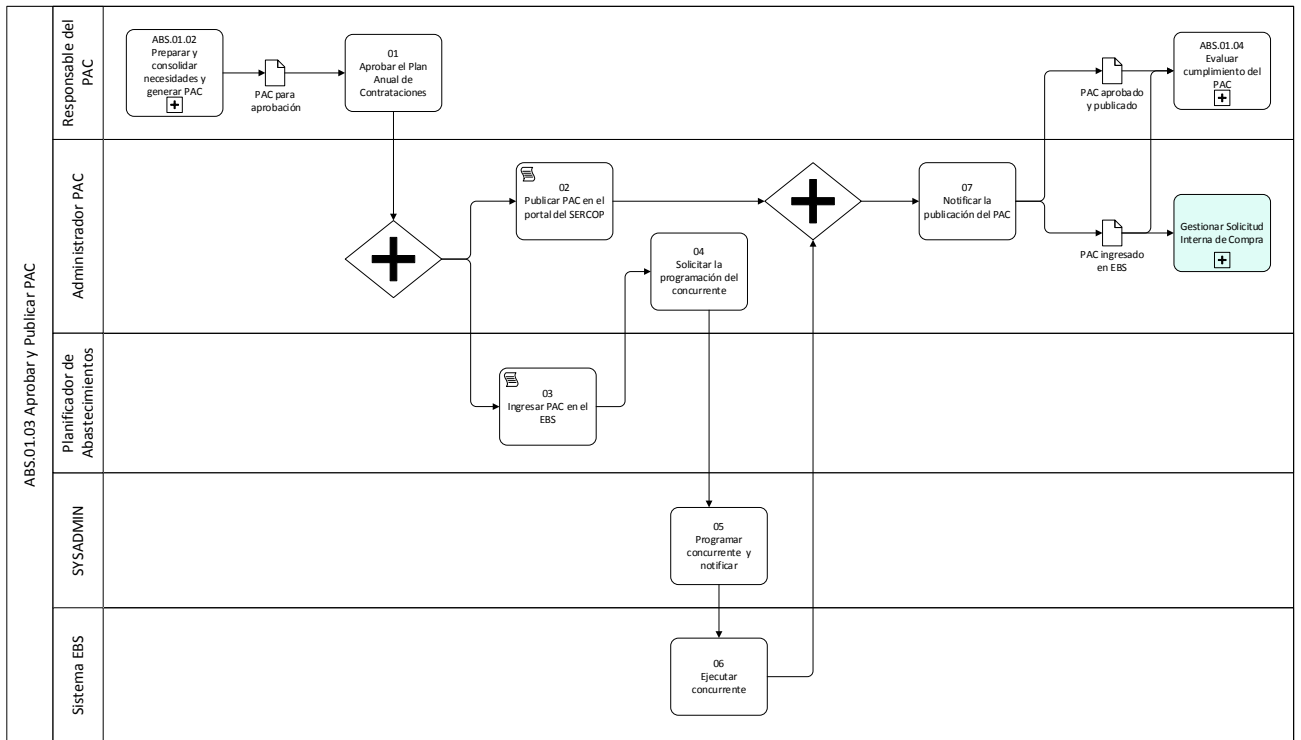 ABS.01.03 Aprobar y Publicar PAC
Responsable del
PAC
ABS.01.02
Preparar y
consolidar
necesidades y
generar PAC
PAC para
aprobación
01
Aprobar el Plan
Anual de
Contrataciones
PAC aprobado
y publicado
ABS.01.04
Evaluar
cumplimiento del
PAC
Administrador PAC
02
Publicar PAC en el
portal del SERCOP
04
Solicitar la
programación del
concurrente
07
Notificar la
publicación del PAC
PAC ingresado
en EBS
Gestionar Solicitud
Interna de Compra
Planificador de
Abastecimientos
03
Ingresar PAC en el
EBS
SYSADMIN
05
Programar
concurrente y
notificar
Sistema EBS
06
Ejecutar
concurrente